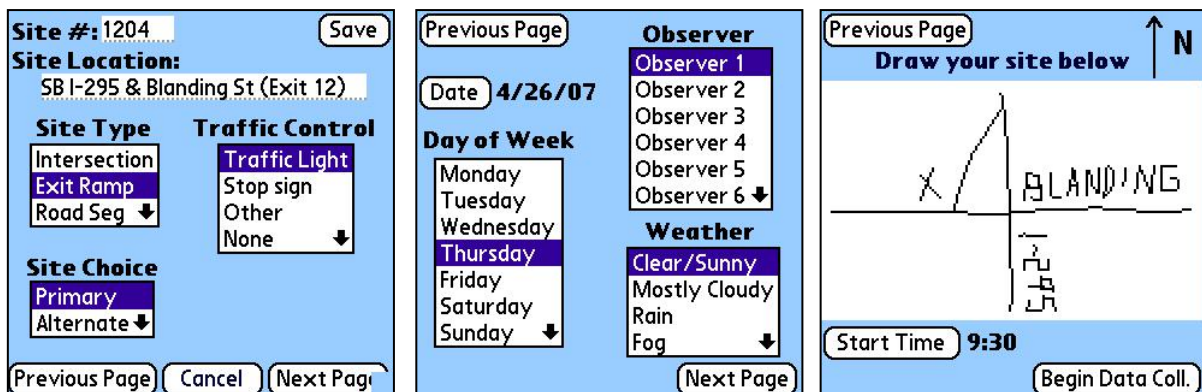 Site #: 1204 Save
Site Location:
SB I-295 & Blanding St (Exit 12)
Site Type Traffic Control
Intersection
Exit Ramp
Road Seg
Traffic Light
Stop sign
Other
None
Site Choice
Primary
Alternate
Previous Page Cancel Next Page
Previous Page
Date 4/26/07
Day of Week
Monday
Tuesday
Wednesday
Thursday
Friday
Saturday
Sunday
Observer
Observer 1
Observer 2
Observer 3
Observer 4
Observer 5
Observer 6
Weather
Clear/Sunny
Mostly Cloudy
Rain
Fog
Next Page
Previous Page
N
Draw your site below
X BLANDING
Start Time 9:30
Begin Data Coll.